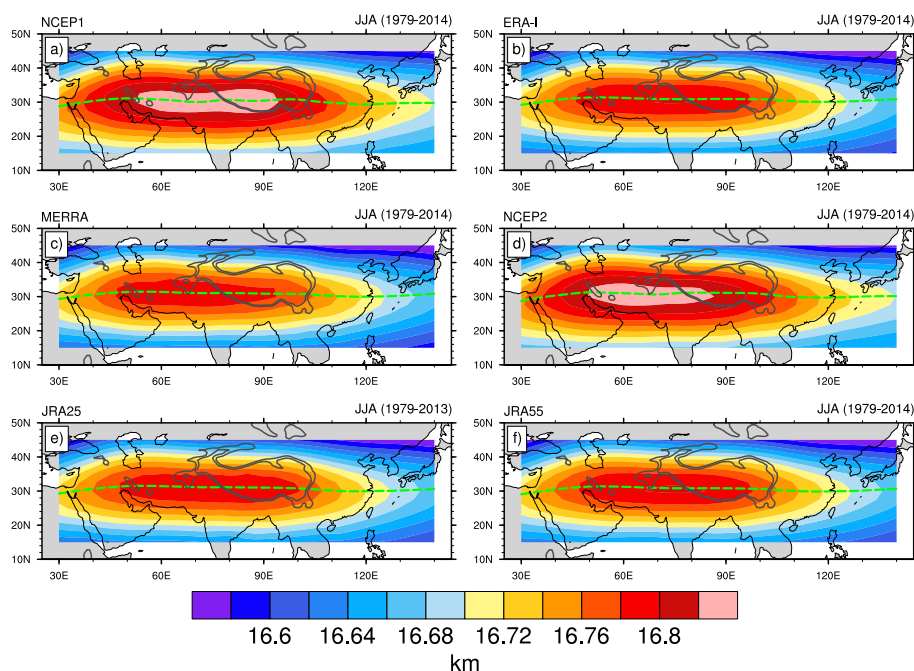 NCEP1 JJA (1979-2014)
a)
50N
40N
30N
20N
10N
30E 60E 90E 120E
ERA-I JJA (1979-2014)
b)
50N
40N
30N
20N
10N
30E 60E 90E 120E
MERRA JJA (1979-2014)
c)
50N
40N
30N
20N
10N
30E 60E 90E 120E
NCEP2 JJA (1979-2014)
d)
50N
40N
30N
20N
10N
30E 60E 90E 120E
JRA25 JJA (1979-2013)
e)
50N
40N
30N
20N
10N
30E 60E 90E 120E
JRA55 JJA (1979-2014)
f)
50N
40N
30N
20N
10N
30E 60E 90E 120E
16.6 16.64 16.68 16.72 16.76 16.8
km